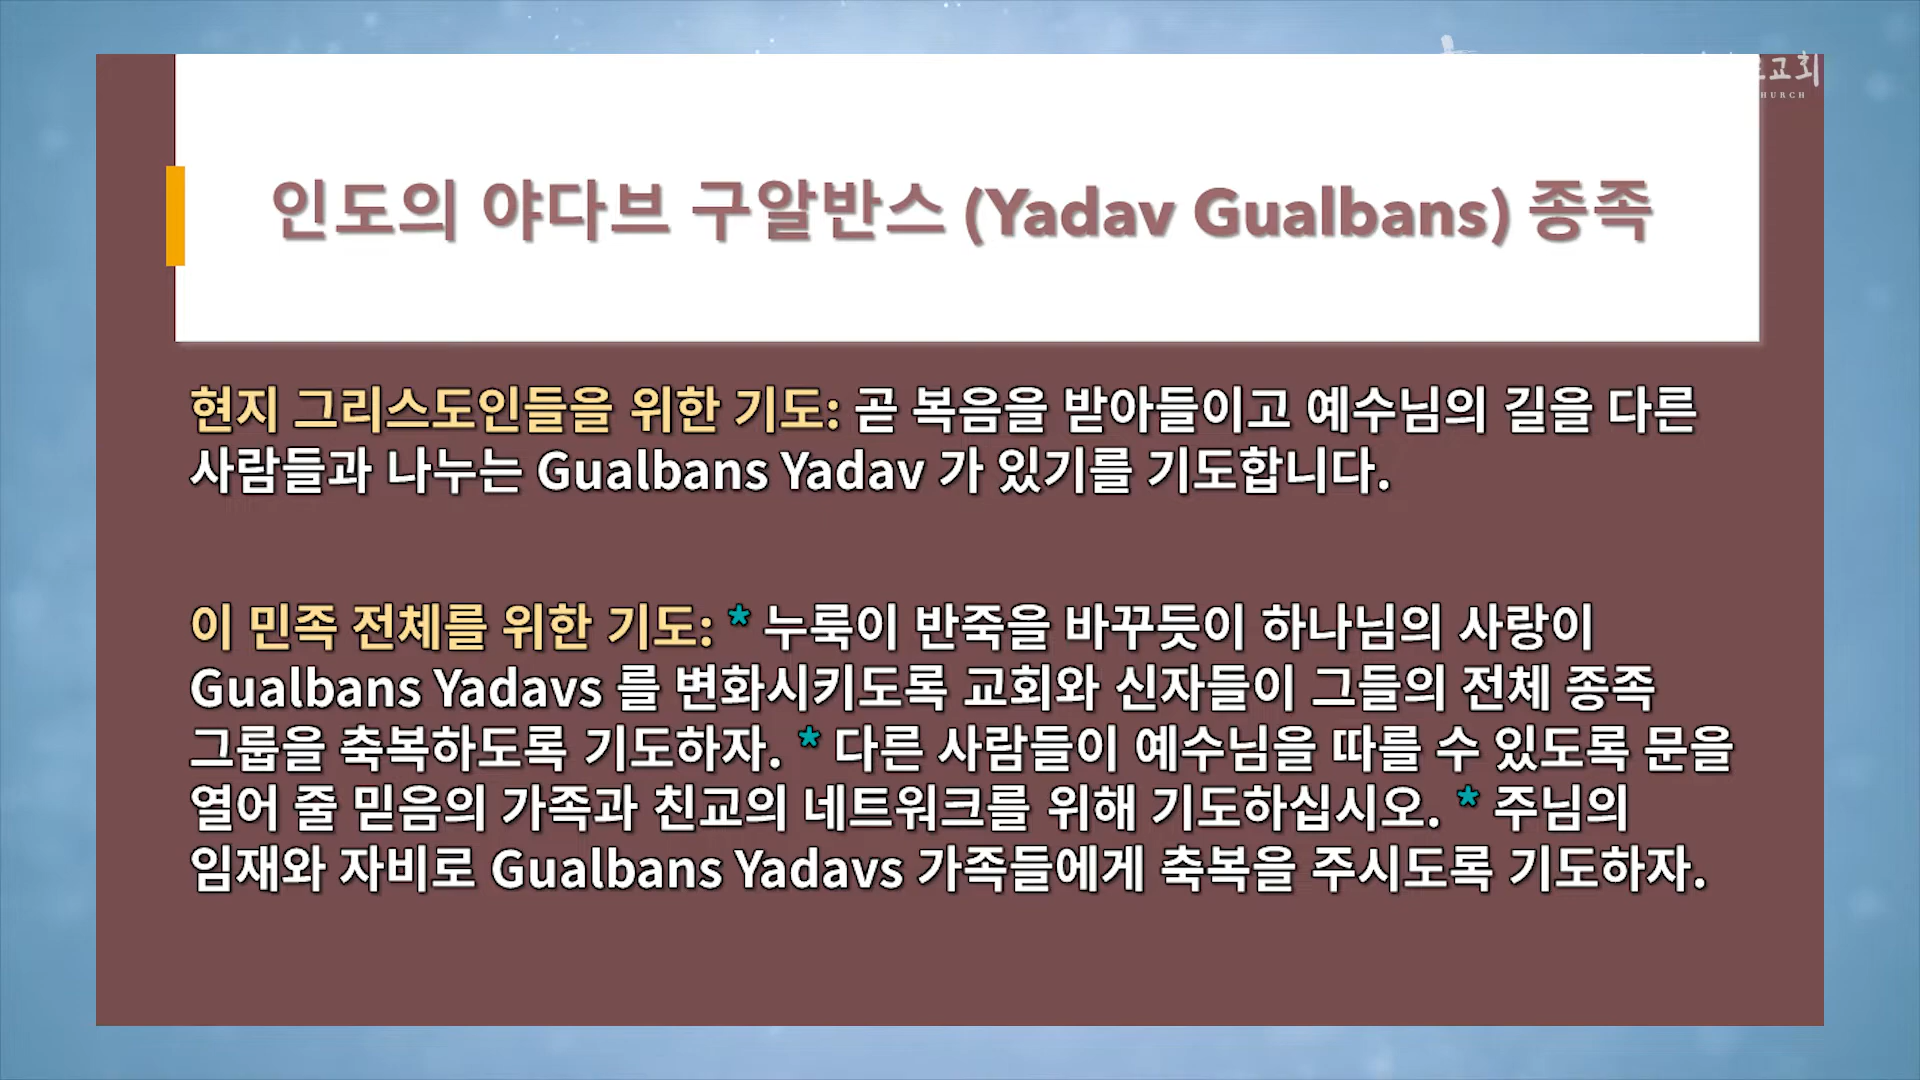 교회
HURCH
인도의 야다브 구알반스 (Yadav Gualbans) 종족
현지 그리스도인들을 위한 기도: 곧 복음을 받아들이고 예수님의 길을 다른
사람들과 나누는 Gualbans Yadav 가 있기를 기도합니다.
이 민족 전체를 위한 기도: * 누룩이 반죽을 바꾸듯이 하나님의 사랑이
Gualbans Yadavs 를 변화시키도록 교회와 신자들이 그들의 전체 종족
그룹을 축복하도록 기도하자. * 다른 사람들이 예수님을 따를 수 있도록 문을
열어 줄 믿음의 가족과 친교의 네트워크를 위해 기도하십시오. * 주님의
임재와 자비로 Gualbans Yadavs 가족들에게 축복을 주시도록 기도하자.